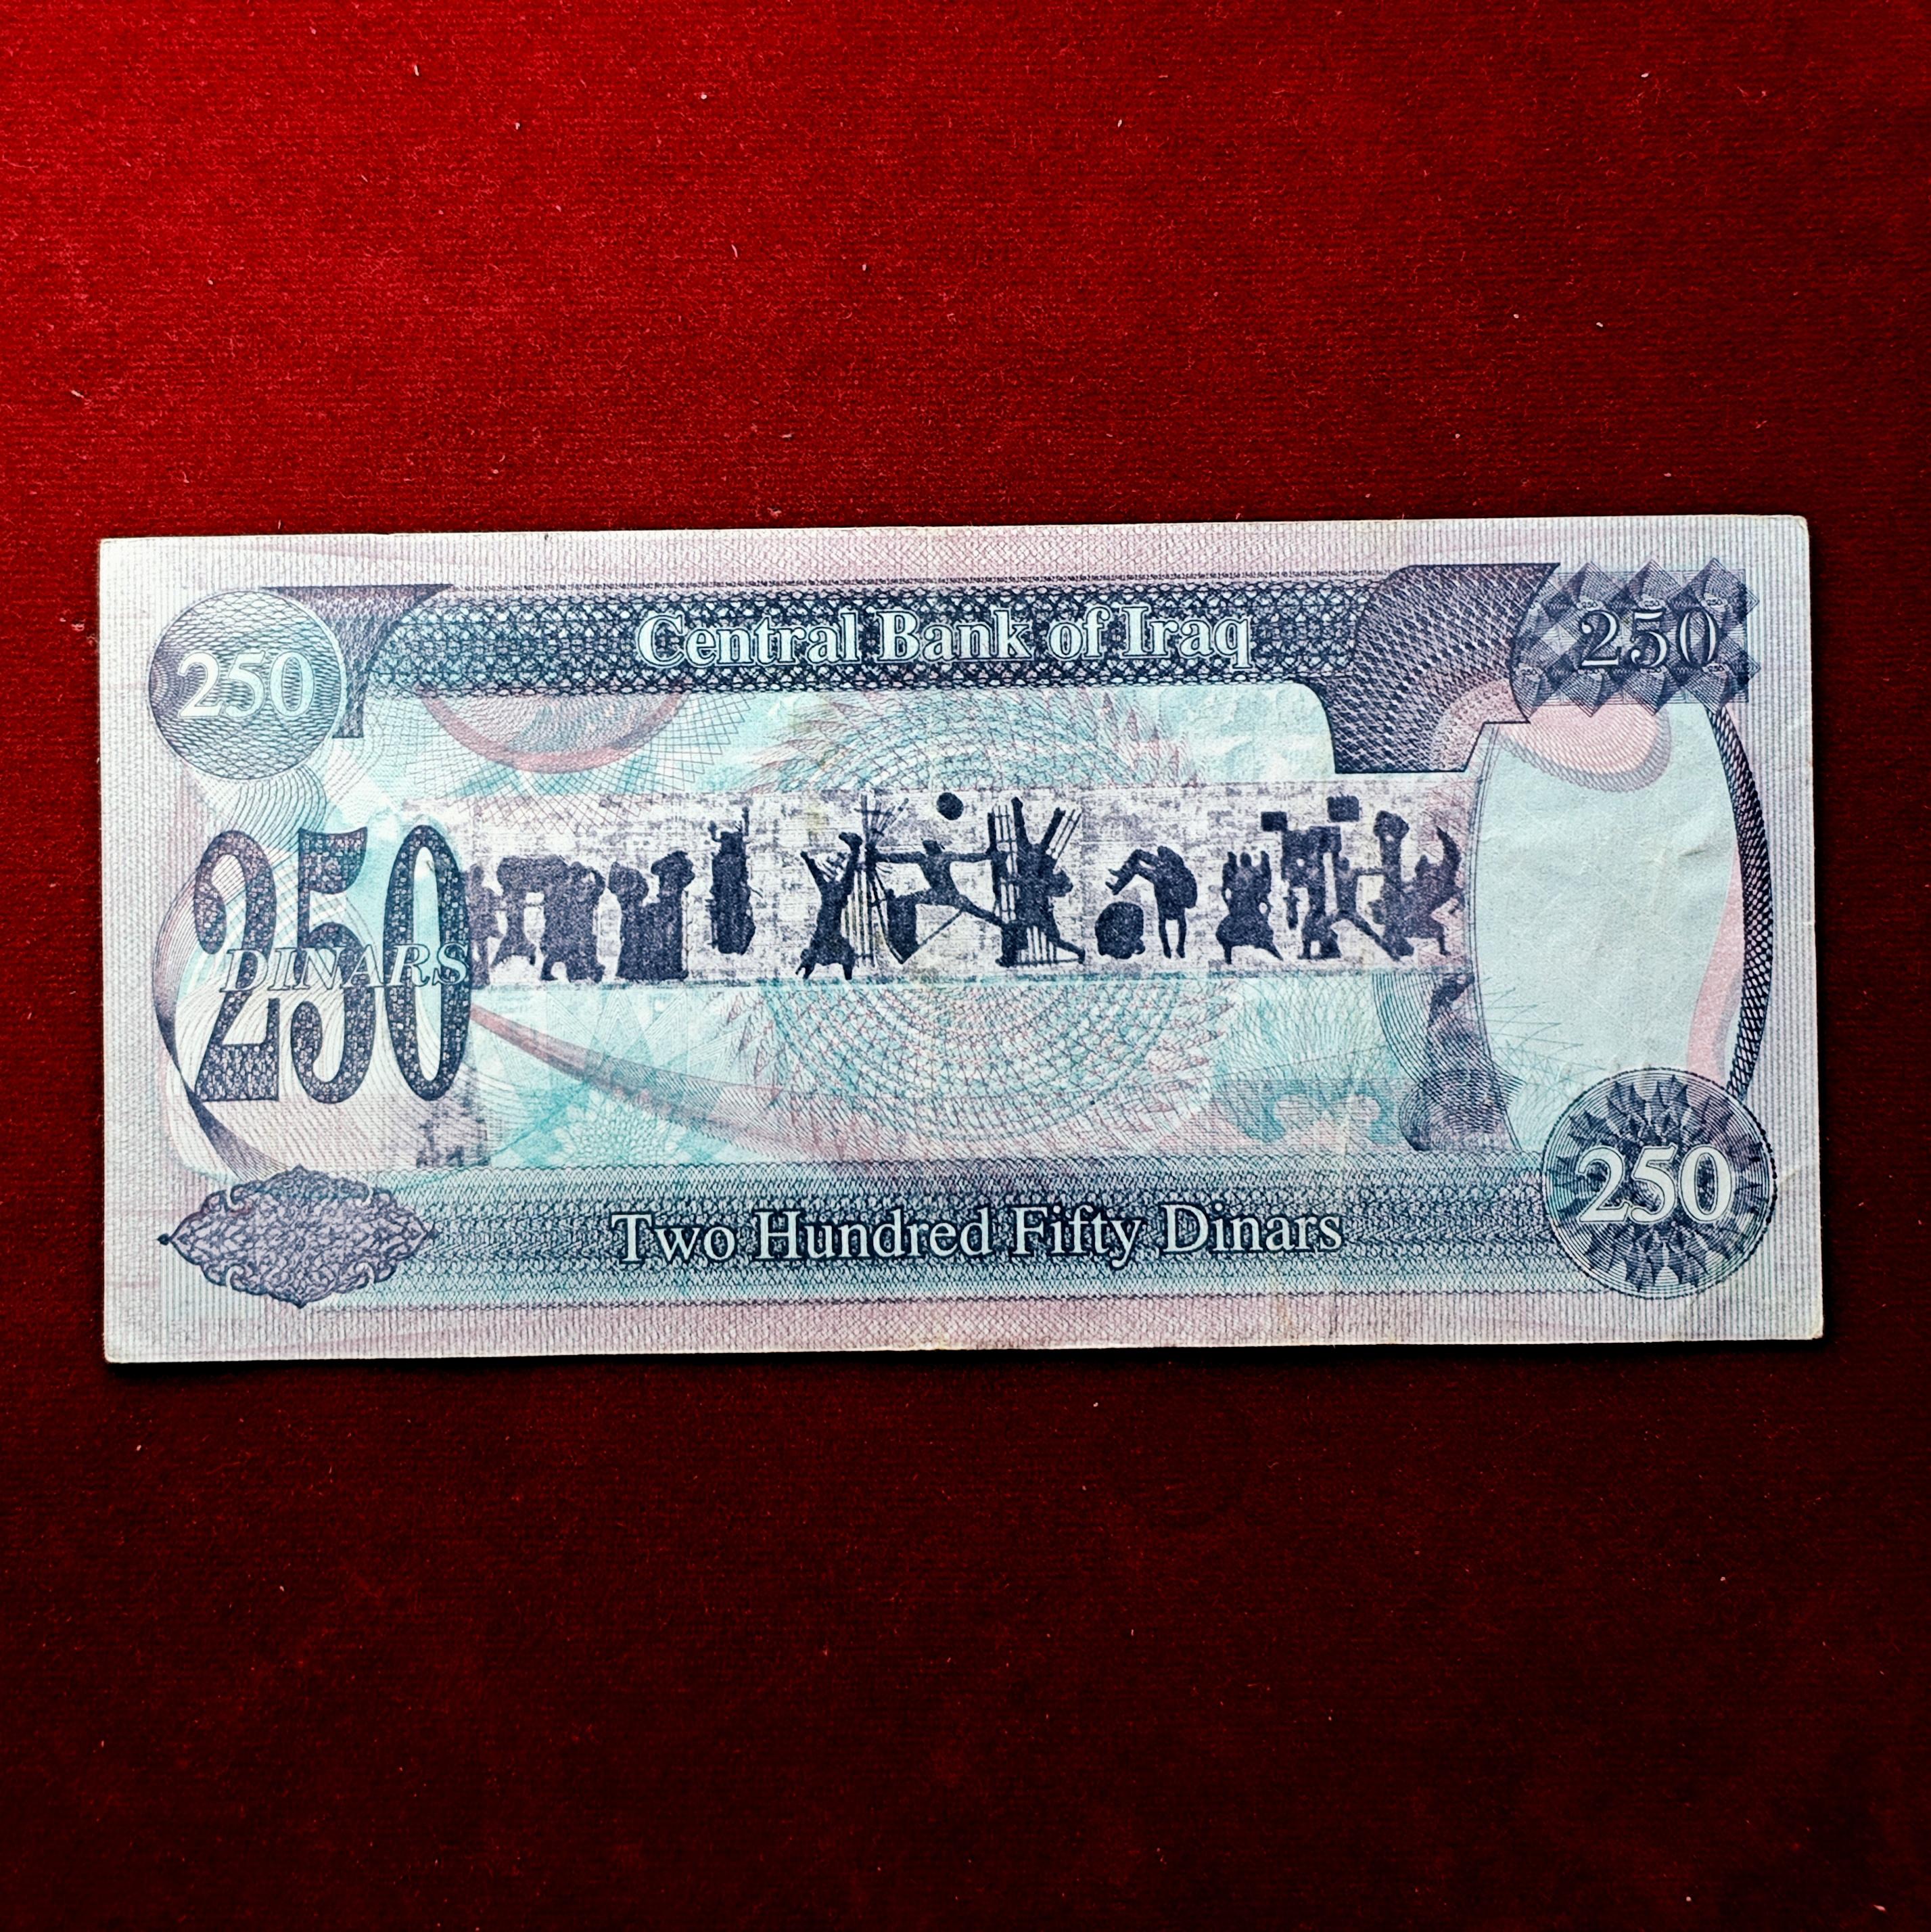 250
Central Bank of Iraq
250
250
DINARS
Two Hundred Fifty Dinars
250